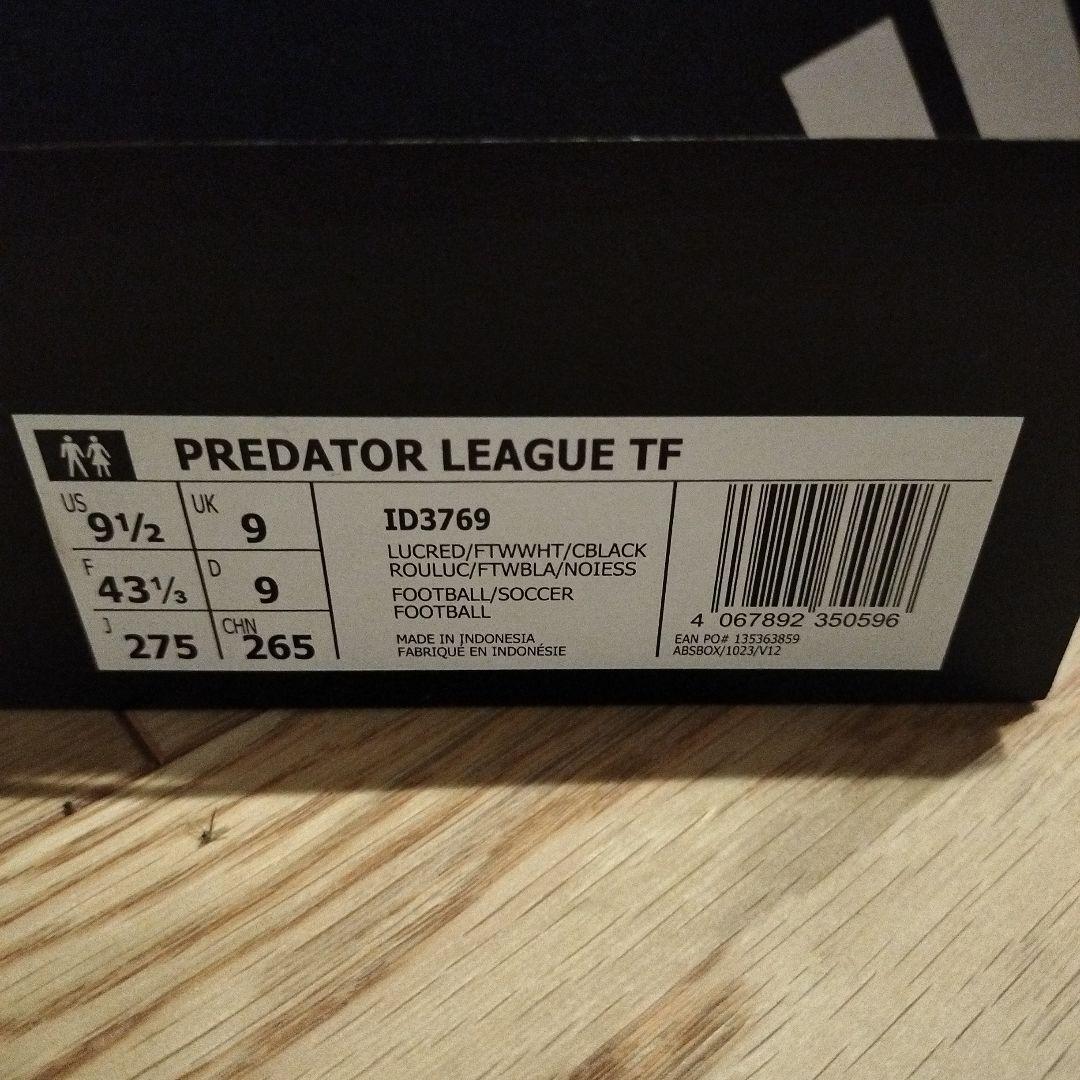 PREDATOR LEAGUE TF
US 9½
UK 9
F 43⅓
D 9
J 275
CHN 265
ID3769
LUCRED/FTWWHT/CBLACK
ROULUC/FTWBLA/NOIESS
FOOTBALL/SOCCER
FOOTBALL
MADE IN INDONESIA
FABRIQUÉ EN INDONÉSIE
4 067892 350596
EAN PO# 135363859
ABSBOX/1023/V12